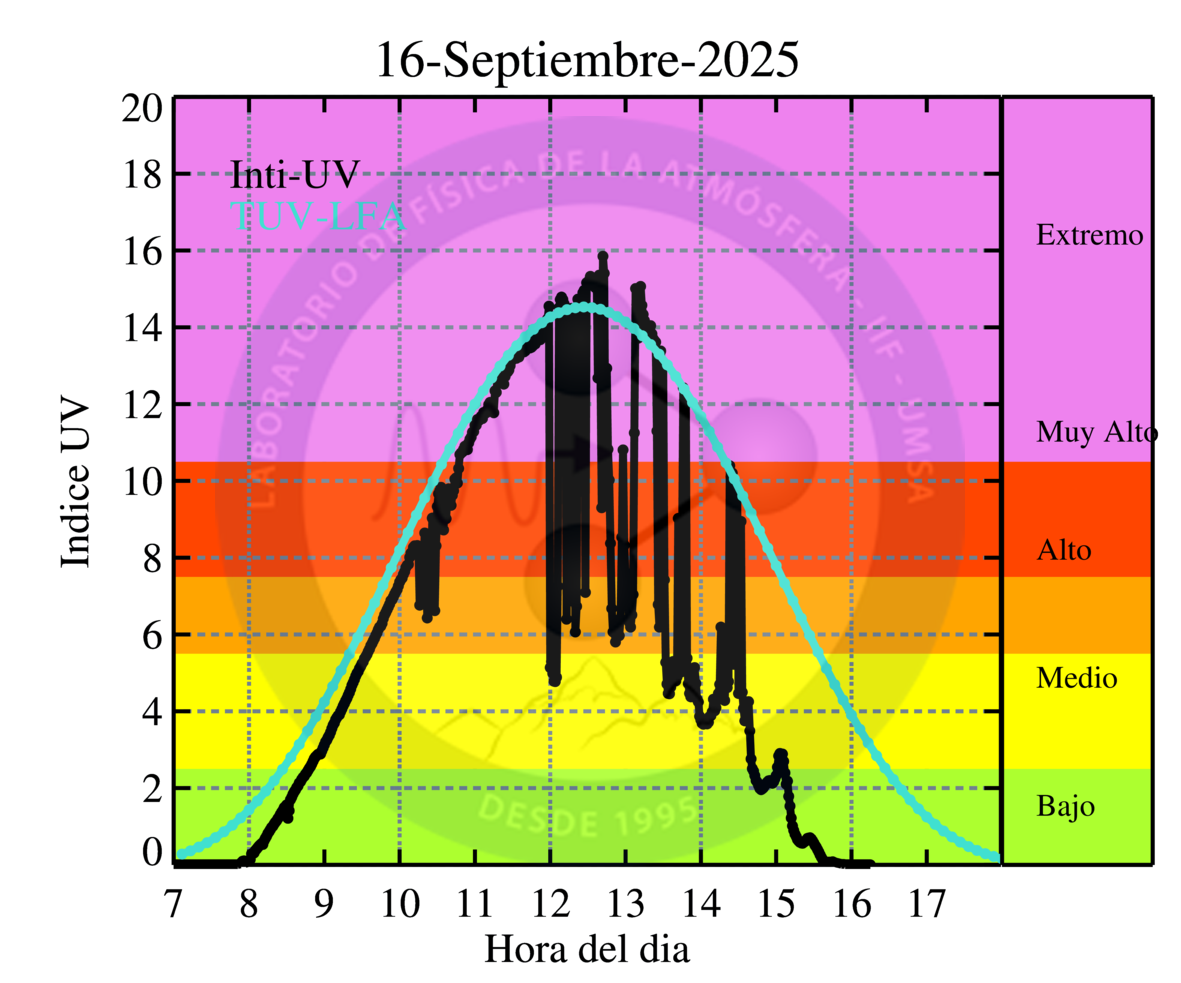 16-Septiembre-2025
20
18
16
14
12
10
8
6
4
2
0
Indice UV
Inti-UV
TUV-LFA
LABORATORIO DE FÍSICA DE LA ATMÓSFERA - IIF - UMSA
DESDE 1995
Extremo
Muy Alto
Alto
Medio
Bajo
7 8 9 10 11 12 13 14 15 16 17
Hora del dia